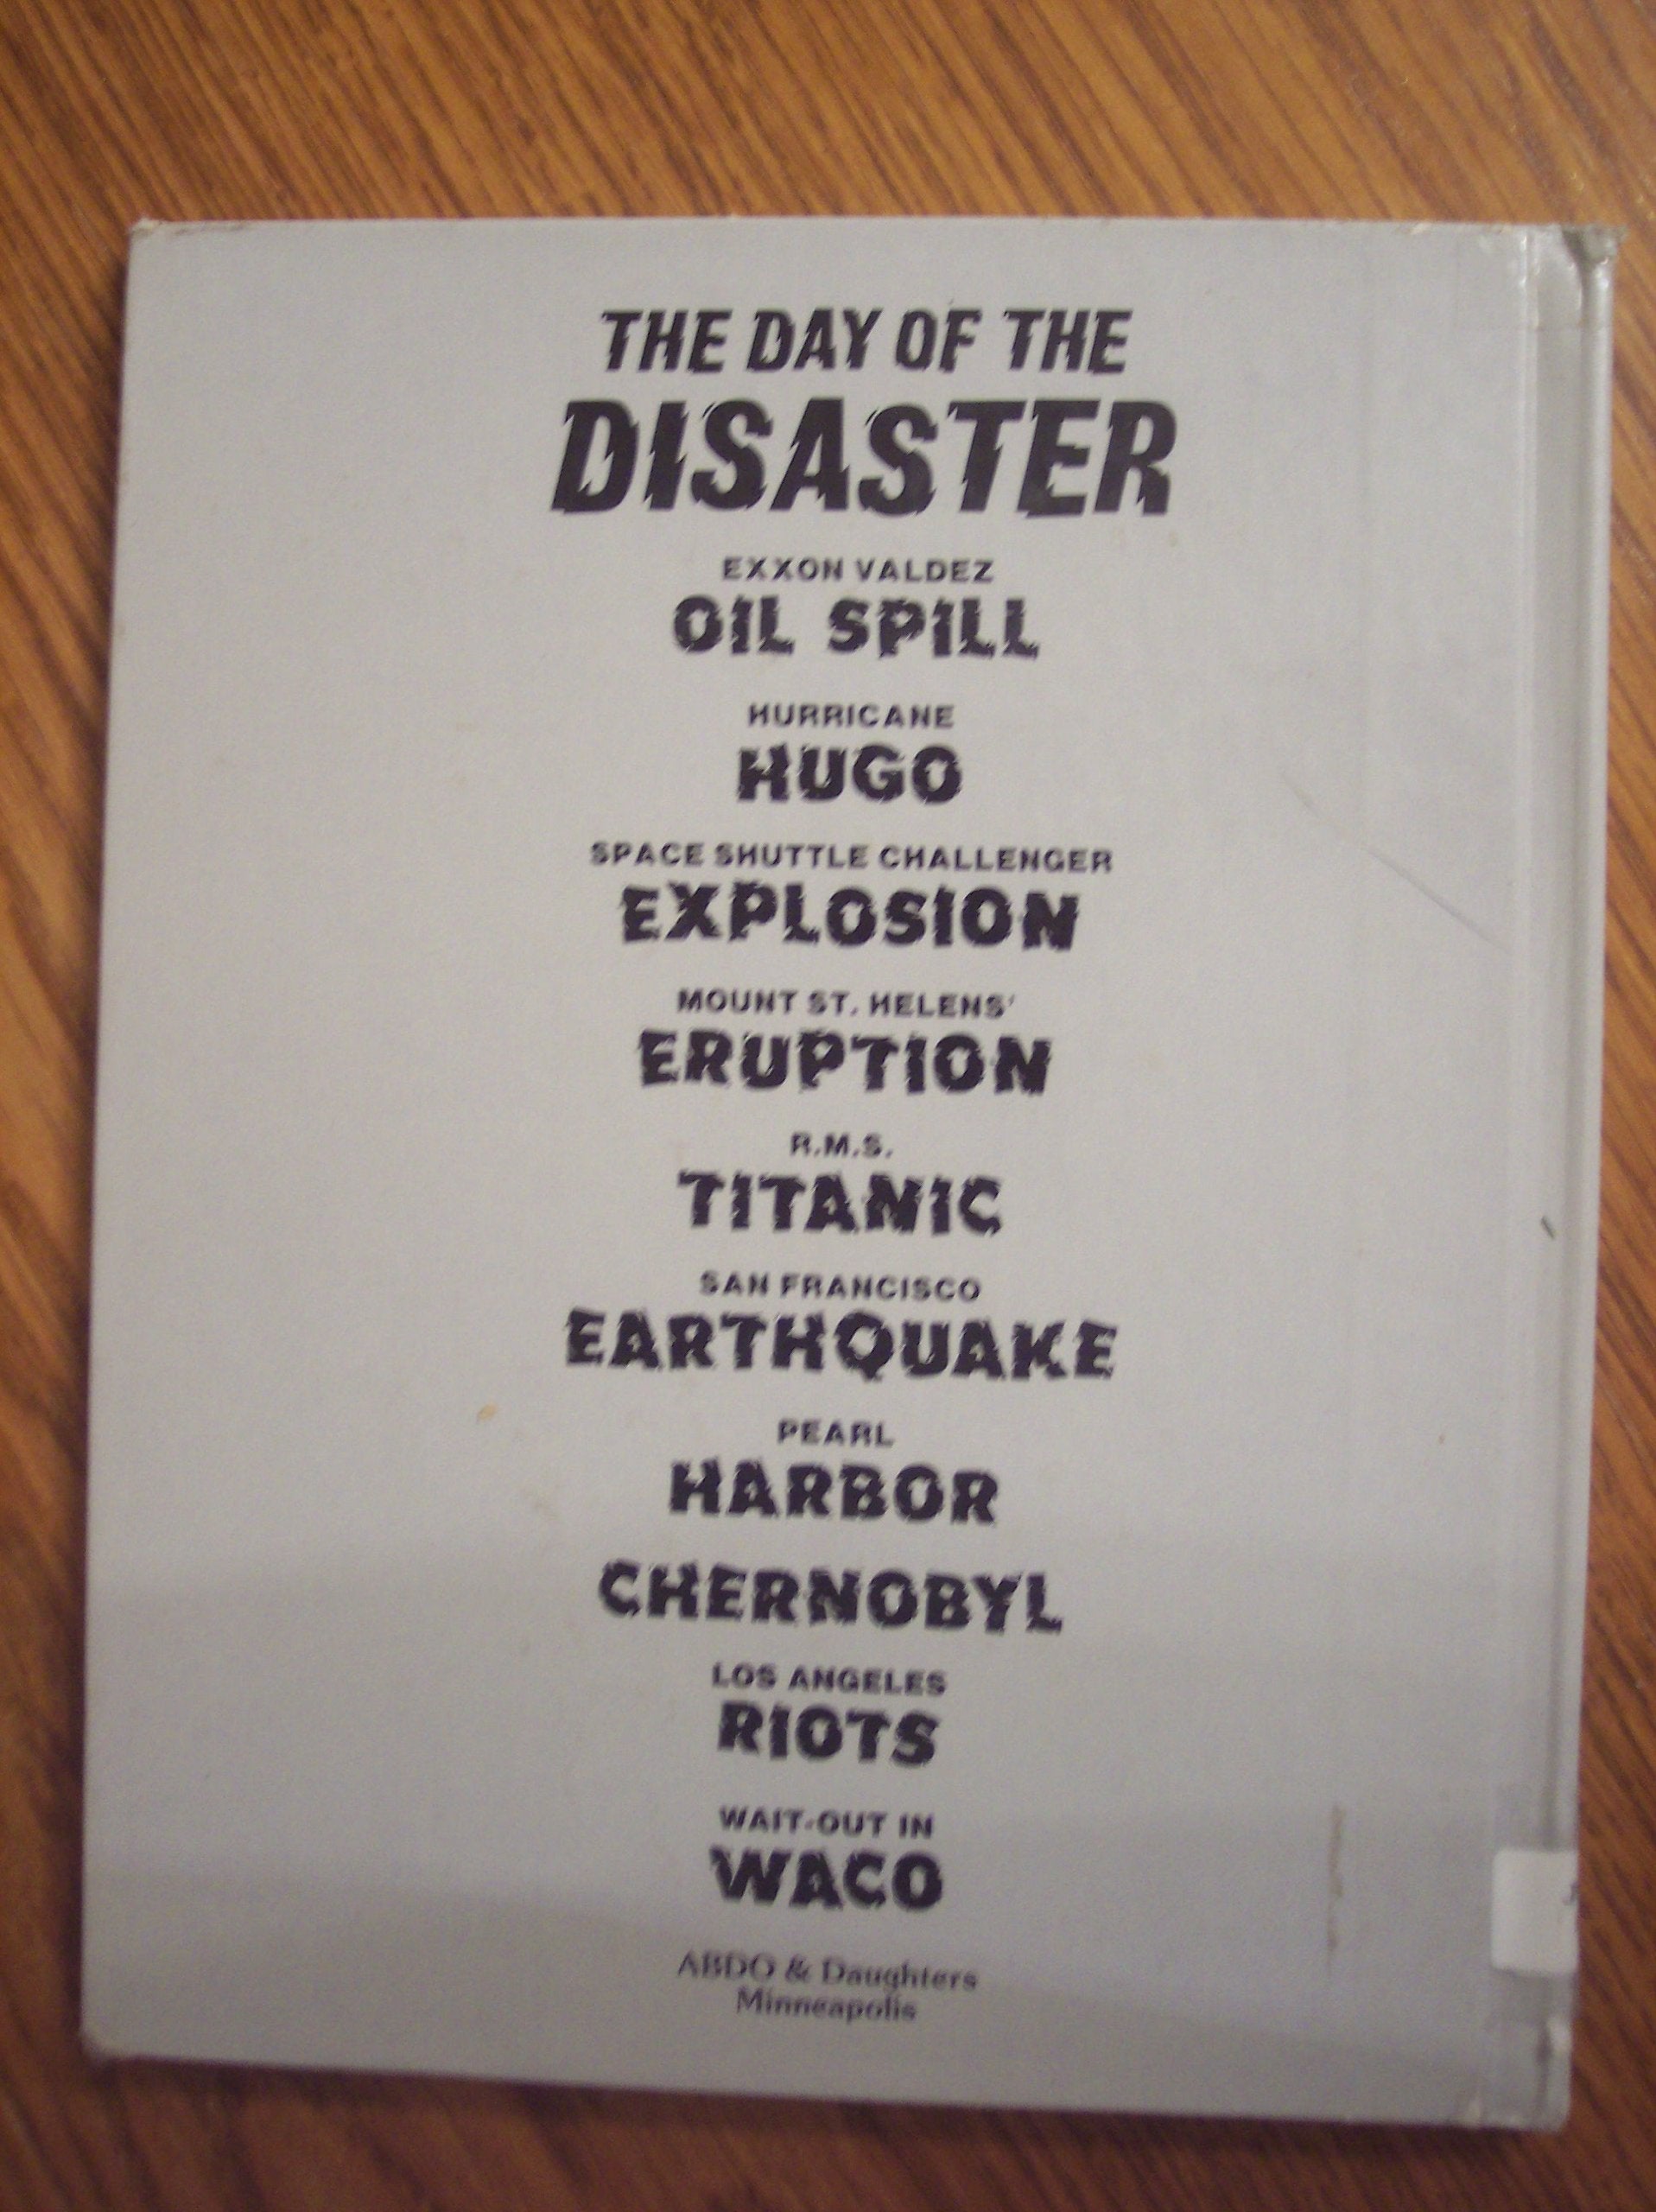 THE DAY OF THE
DISASTER
EXXON VALDEZ
OIL SPILL
HURRICANE
HUGO
SPACE SHUTTLE CHALLENGER
EXPLOSION
MOUNT ST. HELENS'
ERUPTION
R.M.S.
TITANIC
SAN FRANCISCO
EARTHQUAKE
PEARL
HARBOR
CHERNOBYL
LOS ANGELES
RIOTS
WAIT-OUT IN
WACO
ABDO & Daughters
Minneapolis